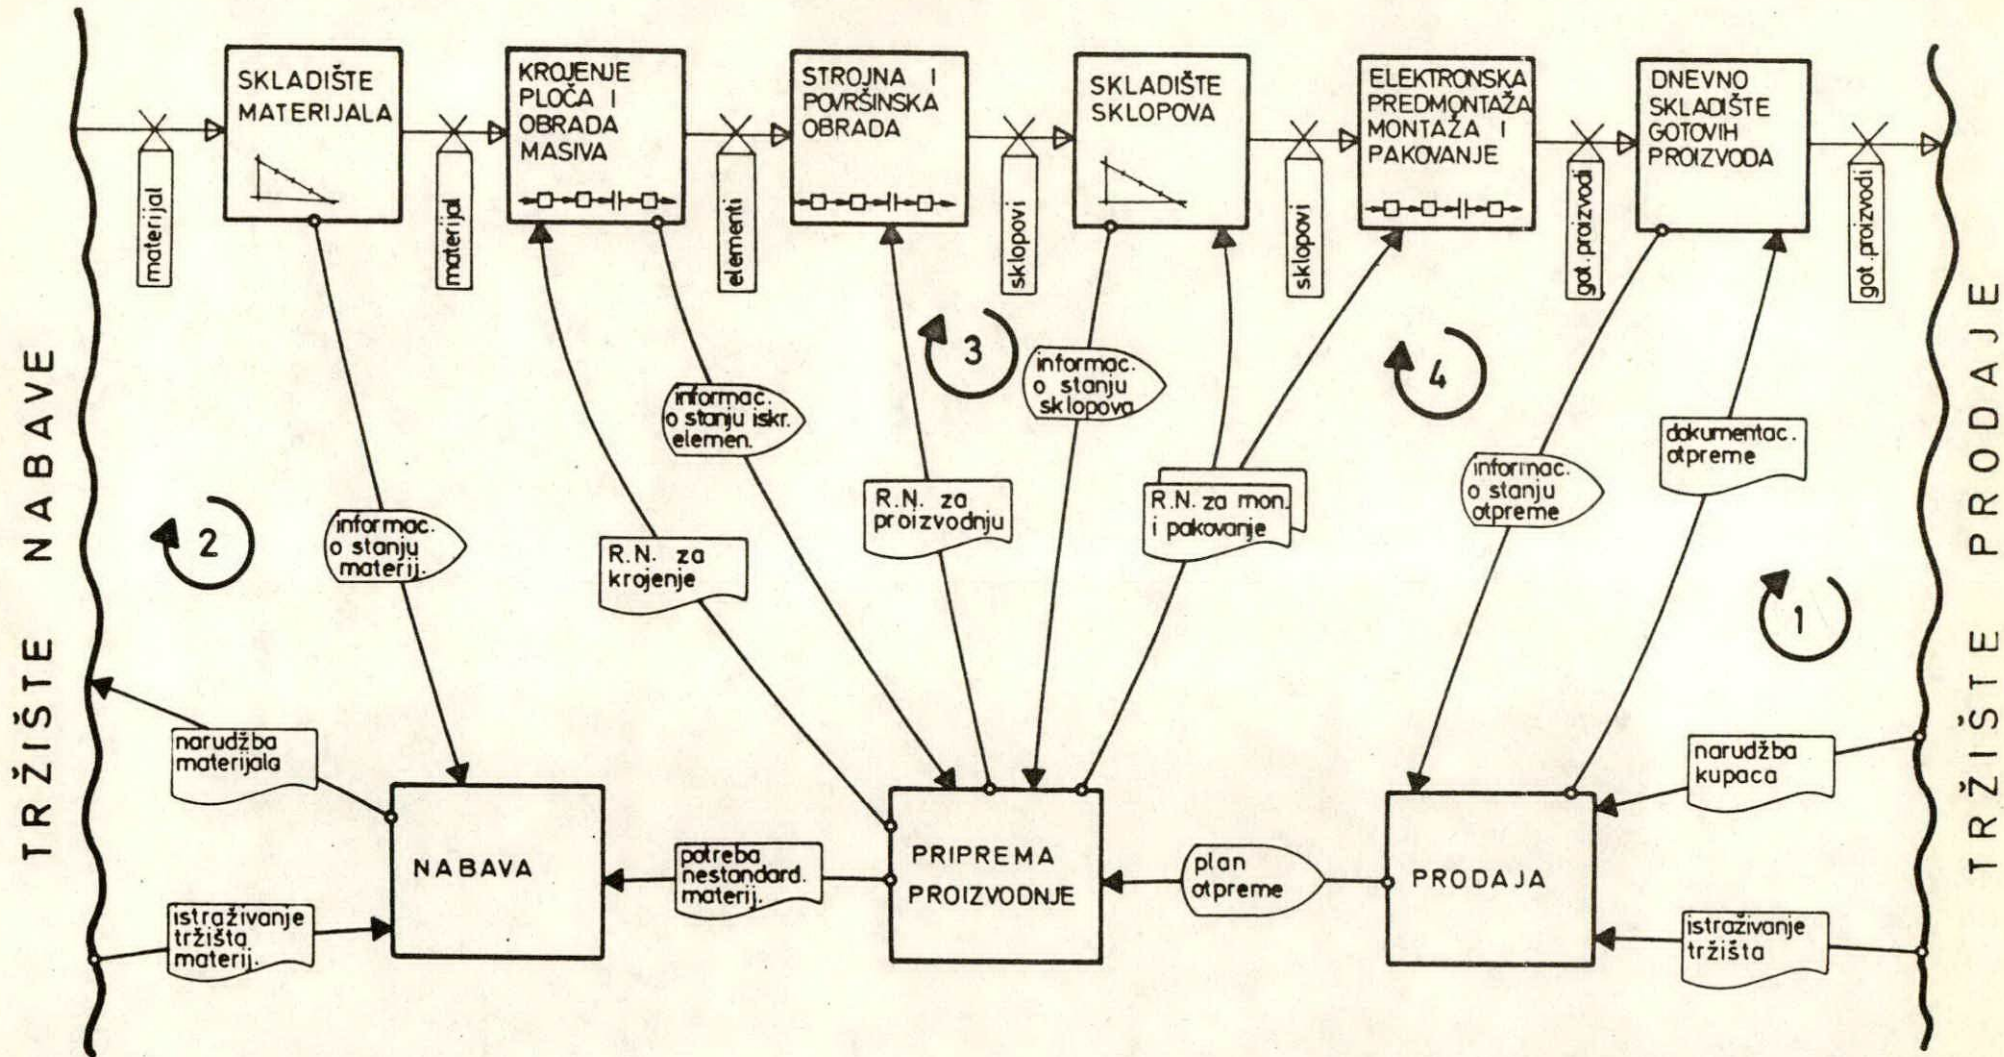 SKLADIŠTE
MATERIJALA
KROJENJE
PLOČA I
OBRADA
MASIVA
STROJNA I
POVRŠINSKA
OBRADA
SKLADIŠTE
SKLOPOVA
ELEKTRONSKA
PREDMONTAŽA
MONTAŽA I
PAKOVANJE
DNEVNO
SKLADIŠTE
GOTOVIH
PROIZVODA
materijal
materijal
elementi
sklopovi
sklopovi
got.proizvodi
got.proizvodi
TRŽIŠTE NABAVE
TRŽIŠTE PRODAJE
3
4
2
1
informac.
o stanju
sklopova
informac.
o stanju iskr.
elemen.
dokumentac.
otpreme
informac.
o stanju
otpreme
R.N. za
proizvodnju
R.N. za mon.
i pakovanje
informac.
o stanju
materij.
R.N. za
krojenje
narudžba
materijala
narudžba
kupaca
NABAVA
potreba
nestandard.
materij.
PRIPREMA
PROIZVODNJE
plan
otpreme
PRODAJA
istraživanje
tržišta
materij.
istraživanje
tržišta